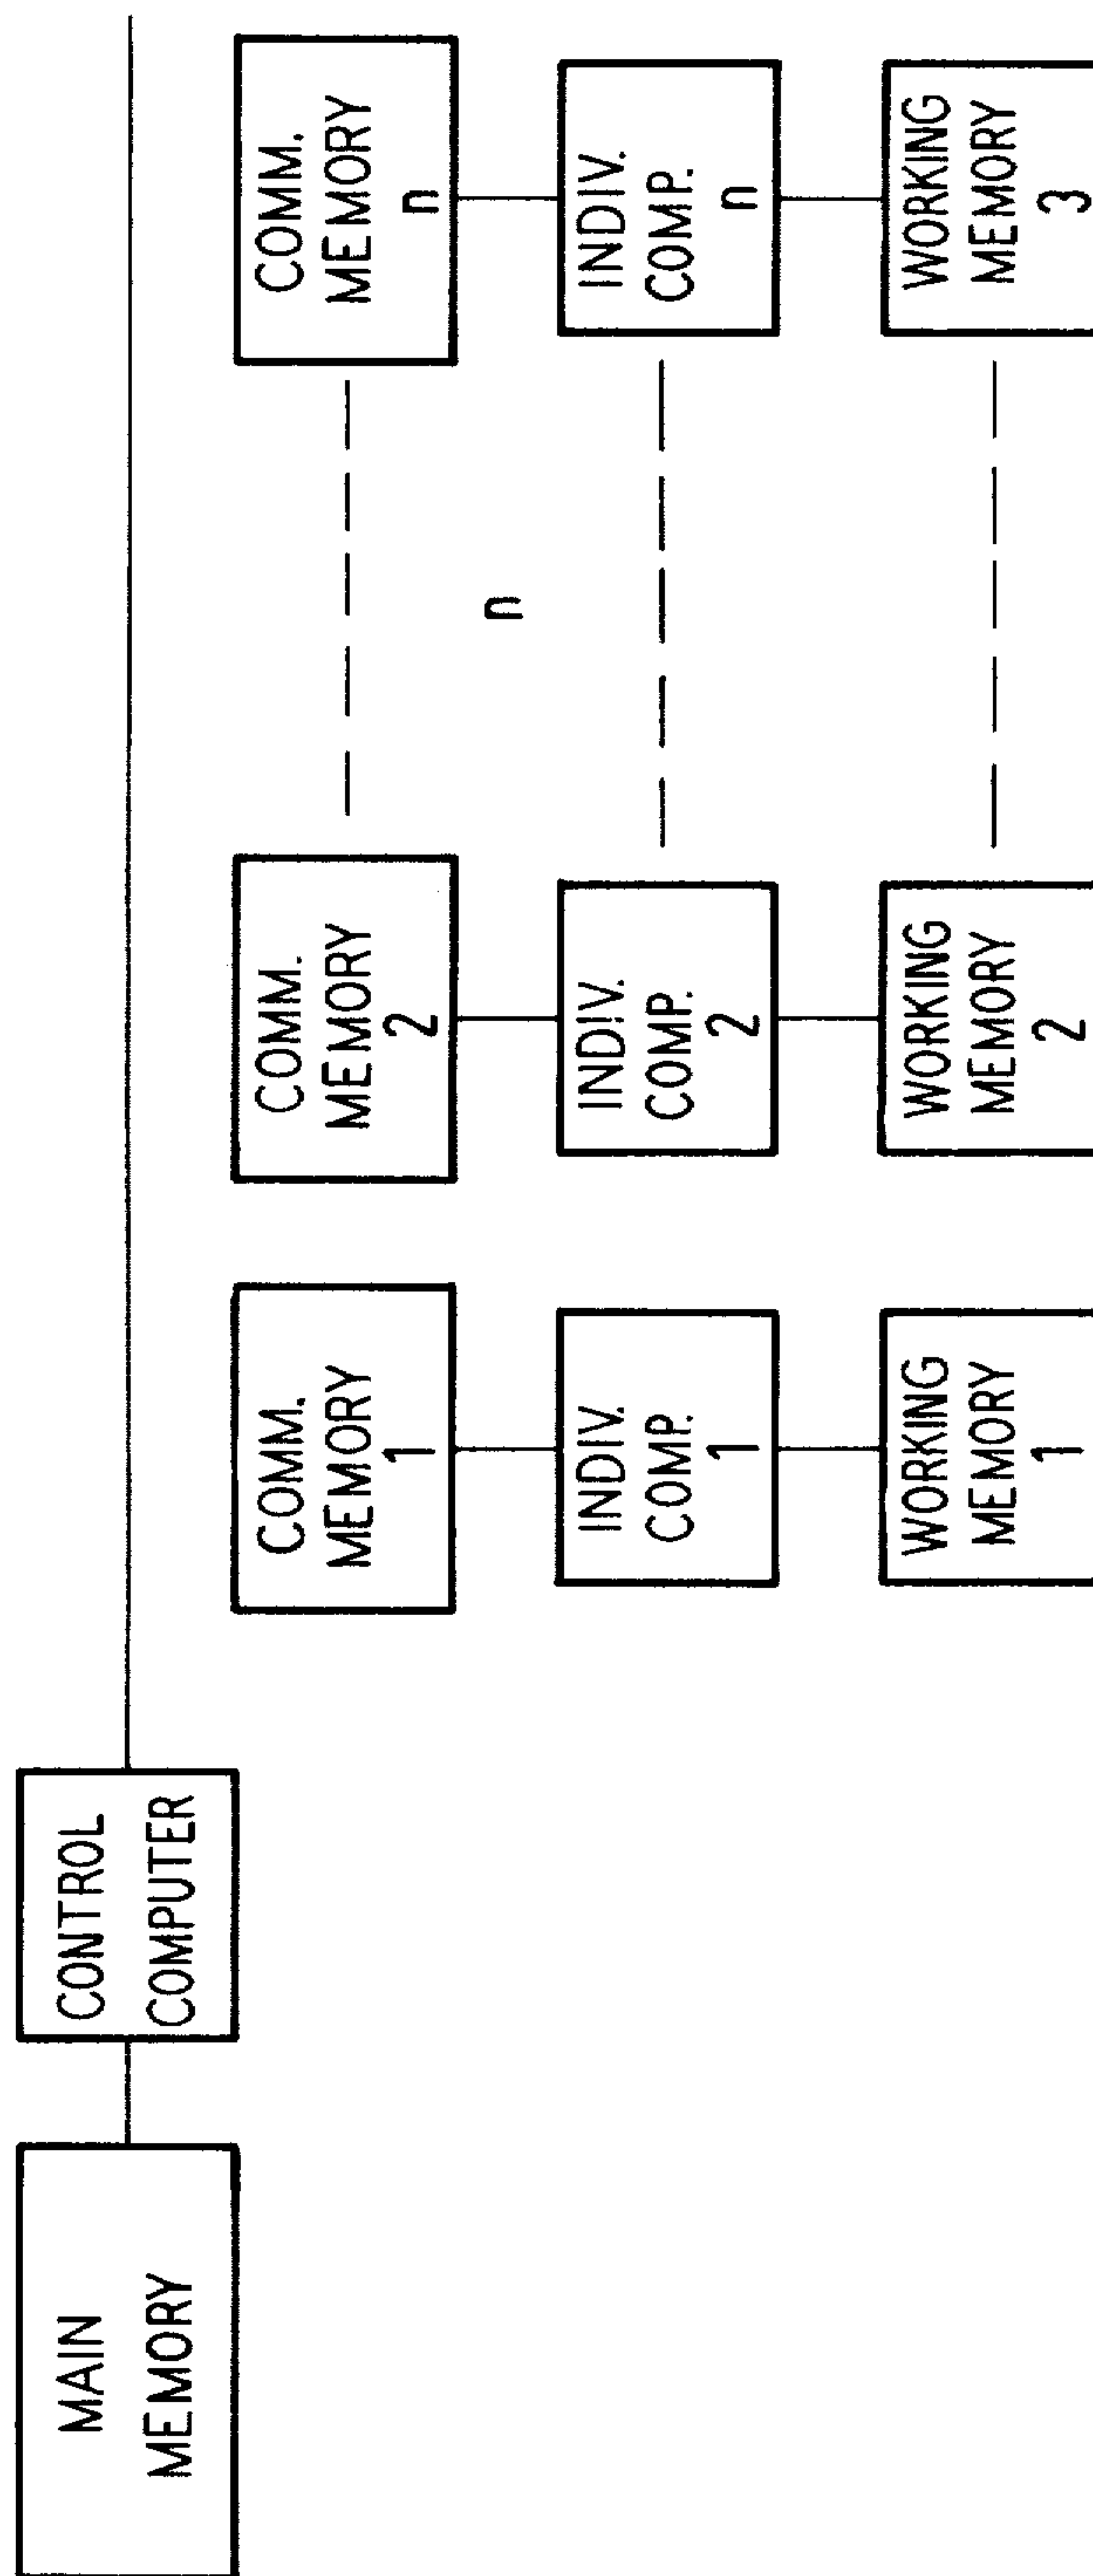 MAIN
MEMORY
CONTROL
COMPUTER
COMM.
MEMORY
1
INDIV.
COMP.
1
WORKING
MEMORY
1
COMM.
MEMORY
2
INDIV.
COMP.
2
WORKING
MEMORY
2
n
COMM.
MEMORY
n
INDIV.
COMP.
n
WORKING
MEMORY
3